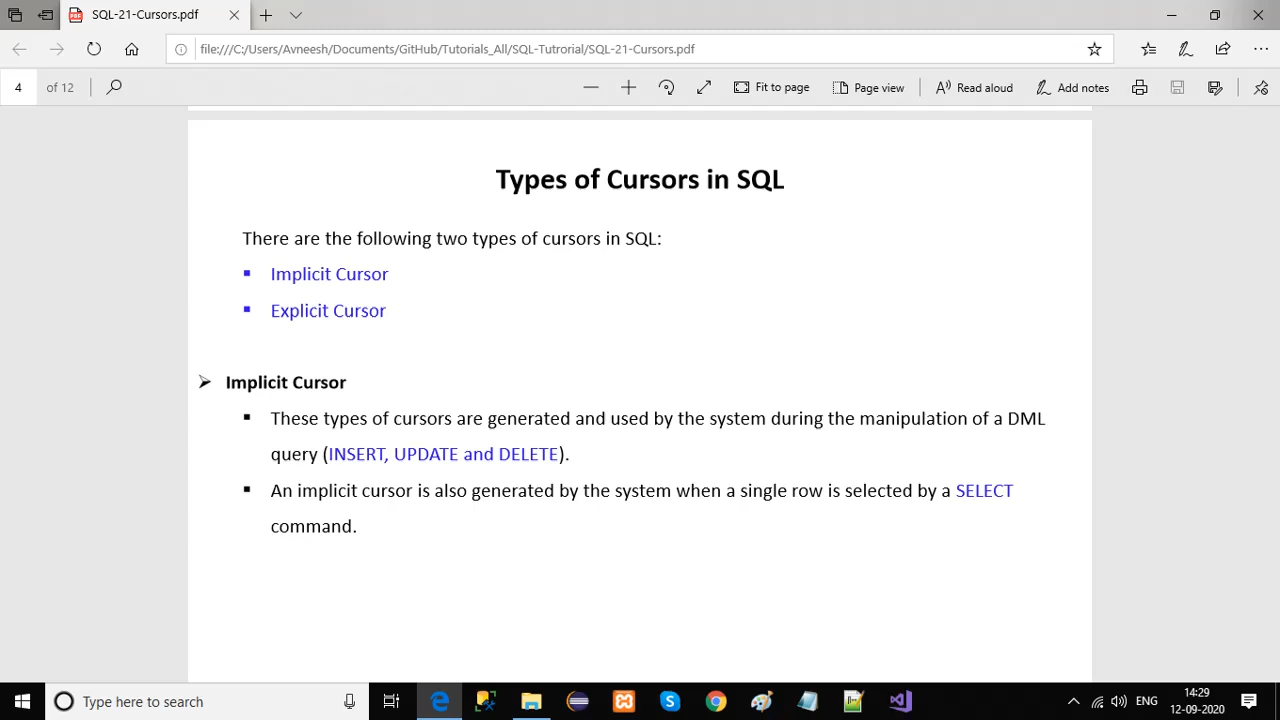 SQL-21-Cursors.pdf
file:///C:/Users/Avneesh/Documents/GitHub/Tutorials_All/SQL-Tutrorial/SQL-21-Cursors.pdf
4 of 12 Fit to page Page view Read aloud Add notes
Types of Cursors in SQL
There are the following two types of cursors in SQL:
Implicit Cursor
Explicit Cursor
Implicit Cursor
These types of cursors are generated and used by the system during the manipulation of a DML
query (INSERT, UPDATE and DELETE).
An implicit cursor is also generated by the system when a single row is selected by a SELECT
command.
Type here to search
ENG
14:29
12-09-2020